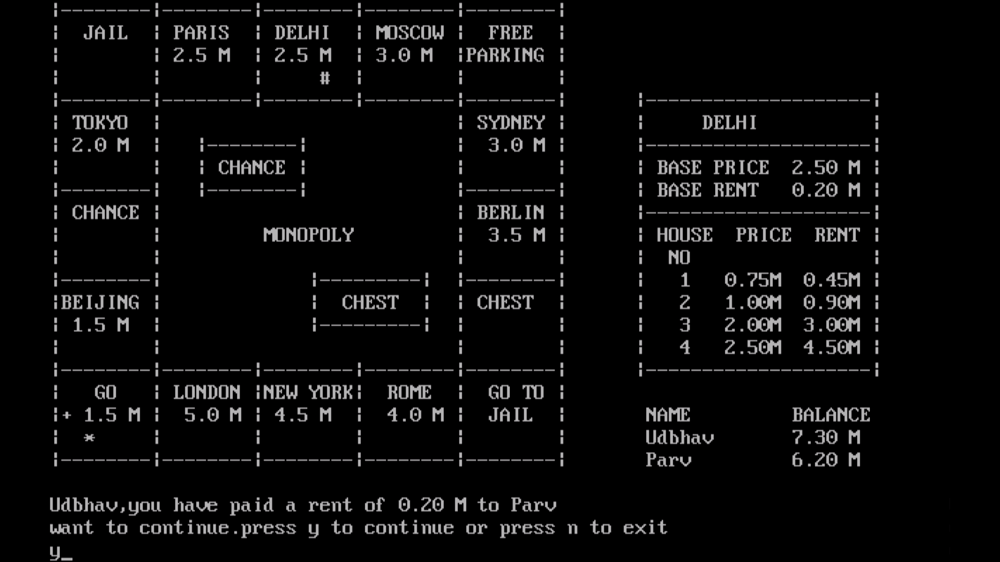 JAIL PARIS DELHI MOSCOW FREE
2.5 M 2.5 M 3.0 M PARKING
#
TOKYO SYDNEY
2.0 M 3.0 M
CHANCE
CHANCE BERLIN
MONOPOLY 3.5 M
BEIJING CHEST CHEST
1.5 M
GO LONDON NEW YORK ROME GO TO
+ 1.5 M 5.0 M 4.5 M 4.0 M JAIL
*
DELHI
BASE PRICE 2.50 M
BASE RENT 0.20 M
HOUSE PRICE RENT
NO
1 0.75M 0.45M
2 1.00M 0.90M
3 2.00M 3.00M
4 2.50M 4.50M
NAME BALANCE
Udbhav 7.30 M
Parv 6.20 M
Udbhav,you have paid a rent of 0.20 M to Parv
want to continue.press y to continue or press n to exit
y_